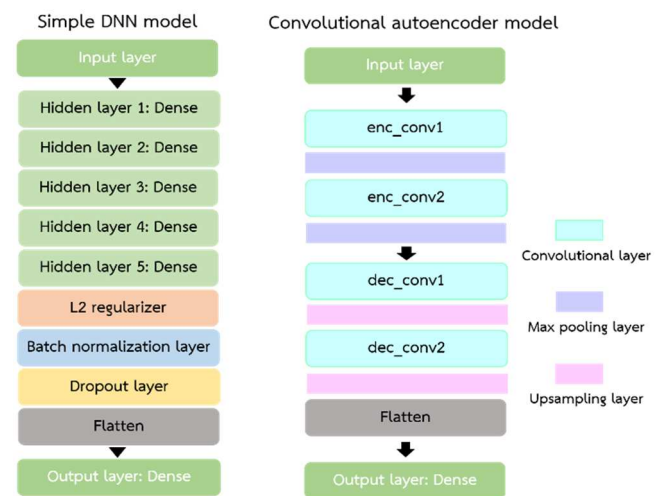 Simple DNN model
Input layer
Hidden layer 1: Dense
Hidden layer 2: Dense
Hidden layer 3: Dense
Hidden layer 4: Dense
Hidden layer 5: Dense
L2 regularizer
Batch normalization layer
Dropout layer
Flatten
Output layer: Dense
Convolutional autoencoder model
Input layer
enc_conv1
enc_conv2
dec_conv1
dec_conv2
Flatten
Output layer: Dense
Convolutional layer
Max pooling layer
Upsampling layer